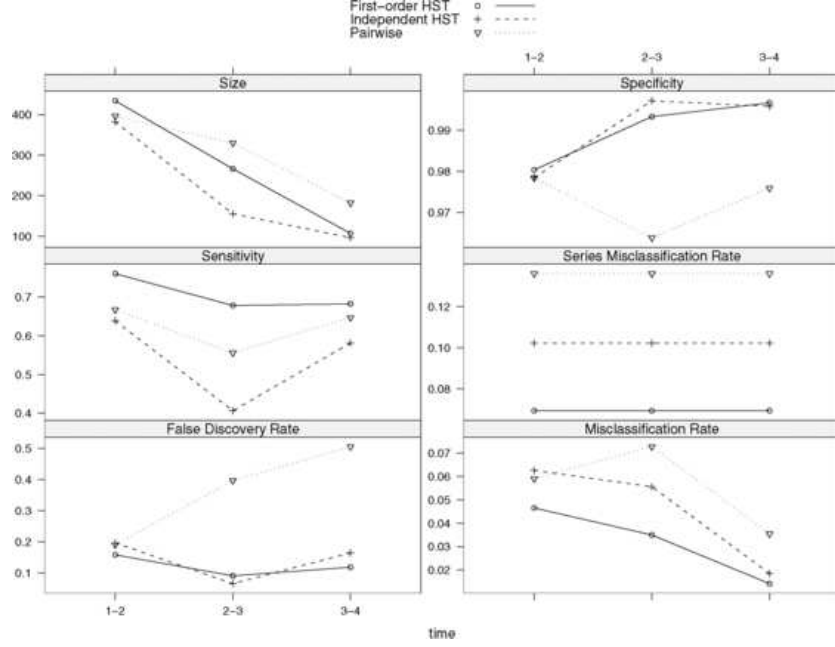 First-order HST
Independent HST
Pairwise
1-2 2-3 3-4
Size
400
300
200
100
Specificity
0.99
0.98
0.97
Sensitivity
0.7
0.6
0.5
0.4
Series Misclassification Rate
0.12
0.10
0.08
False Discovery Rate
0.5
0.4
0.3
0.2
0.1
Misclassification Rate
0.07
0.06
0.05
0.04
0.03
0.02
1-2 2-3 3-4
time